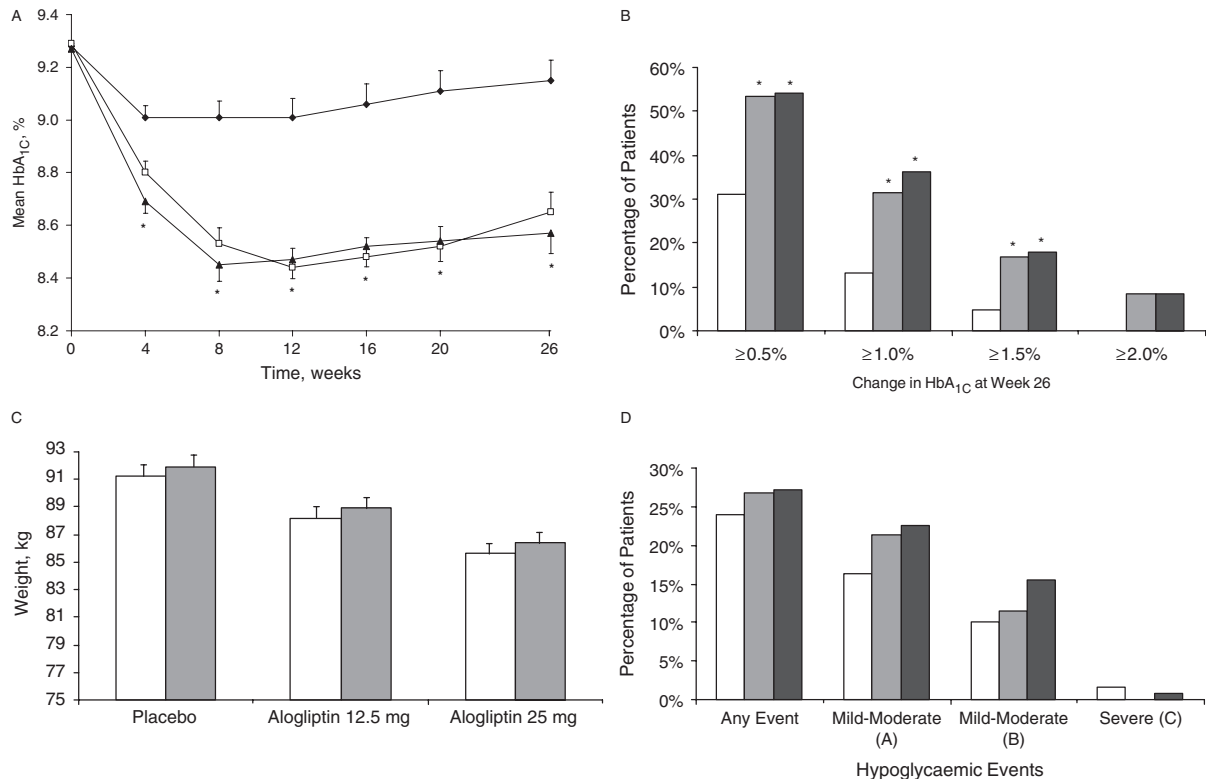 A
9.4
9.2
9.0
8.8
8.6
8.4
8.2
Mean HbA1C, %
*
*
*
*
*
*
0 4 8 12 16 20 26
Time, weeks
B
60%
50%
40%
30%
20%
10%
0%
Percentage of Patients
* *
* *
* *
≥0.5% ≥1.0% ≥1.5% ≥2.0%
Change in HbA1C at Week 26
C
93
91
89
87
85
83
81
79
77
75
Weight, kg
Placebo Alogliptin 12.5 mg Alogliptin 25 mg
D
30%
25%
20%
15%
10%
5%
0%
Percentage of Patients
Any Event Mild-Moderate Mild-Moderate Severe (C)
(A) (B)
Hypoglycaemic Events